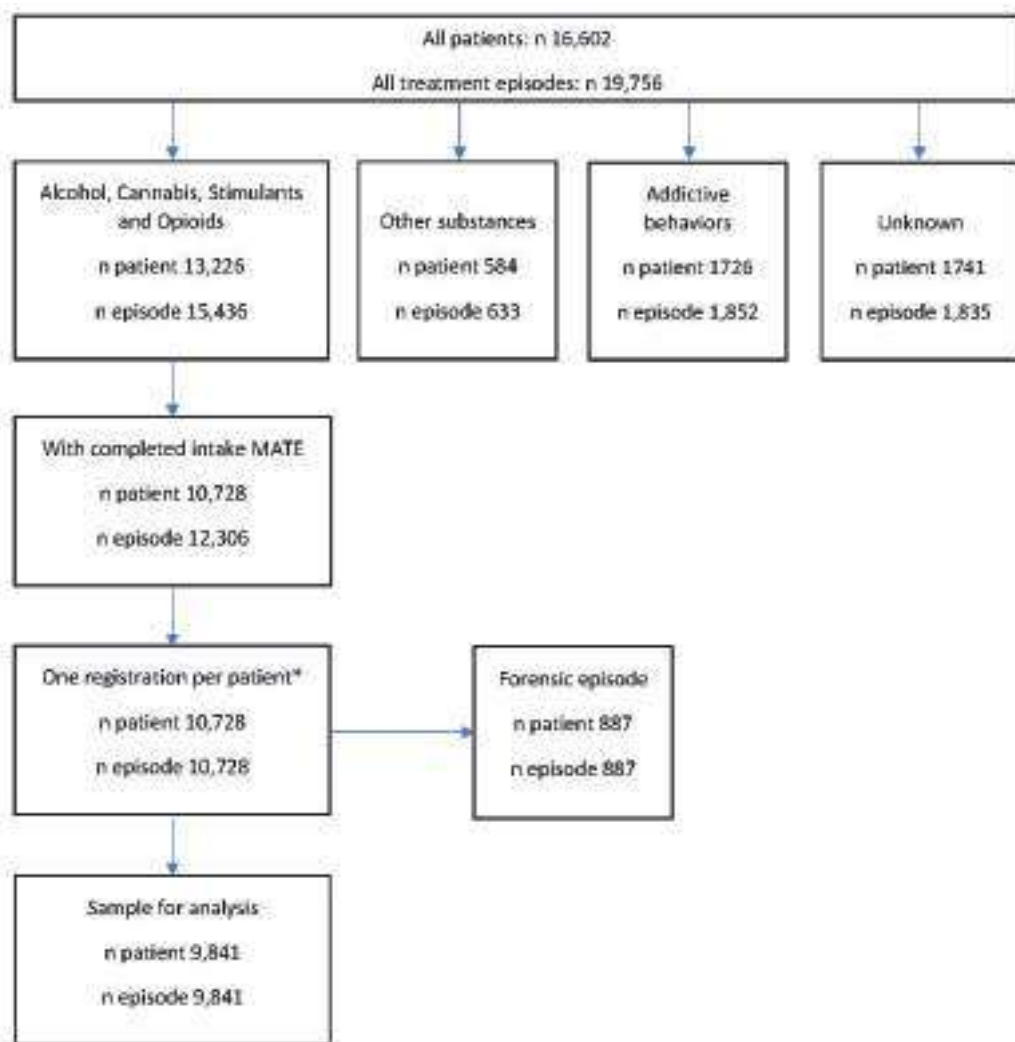 All patients: n 16,602
All treatment episodes: n 19,756
Alcohol, Cannabis, Stimulants
and Opioids
n patient 13,226
n episode 15,436
Other substances
n patient 584
n episode 633
Addictive
behaviors
n patient 1726
n episode 1,852
Unknown
n patient 1741
n episode 1,835
With completed intake MATE
n patient 10,728
n episode 12,306
One registration per patient*
n patient 10,728
n episode 10,728
Forensic episode
n patient 887
n episode 887
Sample for analysis
n patient 9,841
n episode 9,841